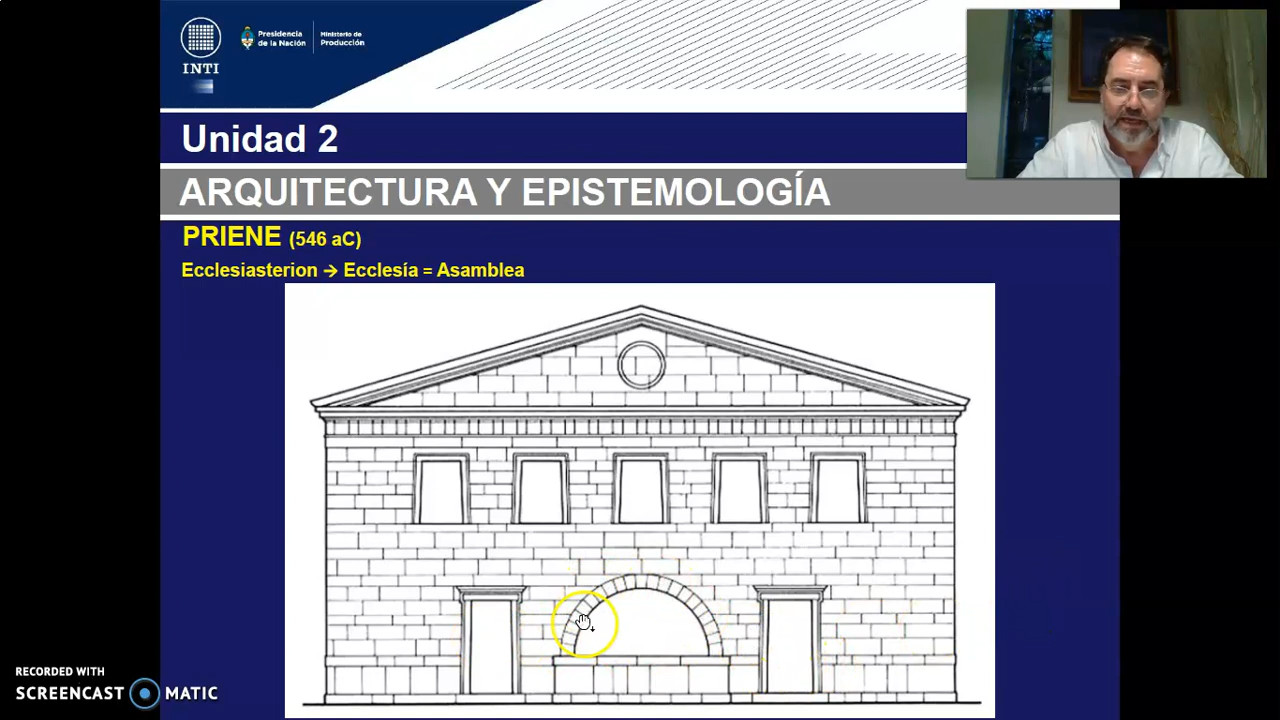 INTI
Presidencia
de la Nación
Ministerio de
Producción
Unidad 2
ARQUITECTURA Y EPISTEMOLOGÍA
PRIENE (546 aC)
Ecclesiasterion → Ecclesía = Asamblea
RECORDED WITH
SCREENCAST MATIC